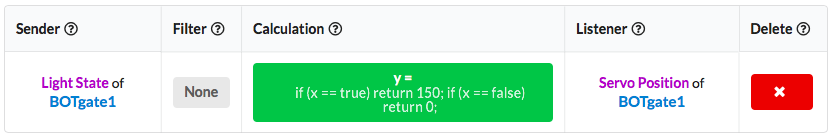 Sender Filter Calculation Listener Delete
Light State of
BOTgate1
None
y =
if (x == true) return 150; if (x == false)
return 0;
Servo Position of
BOTgate1